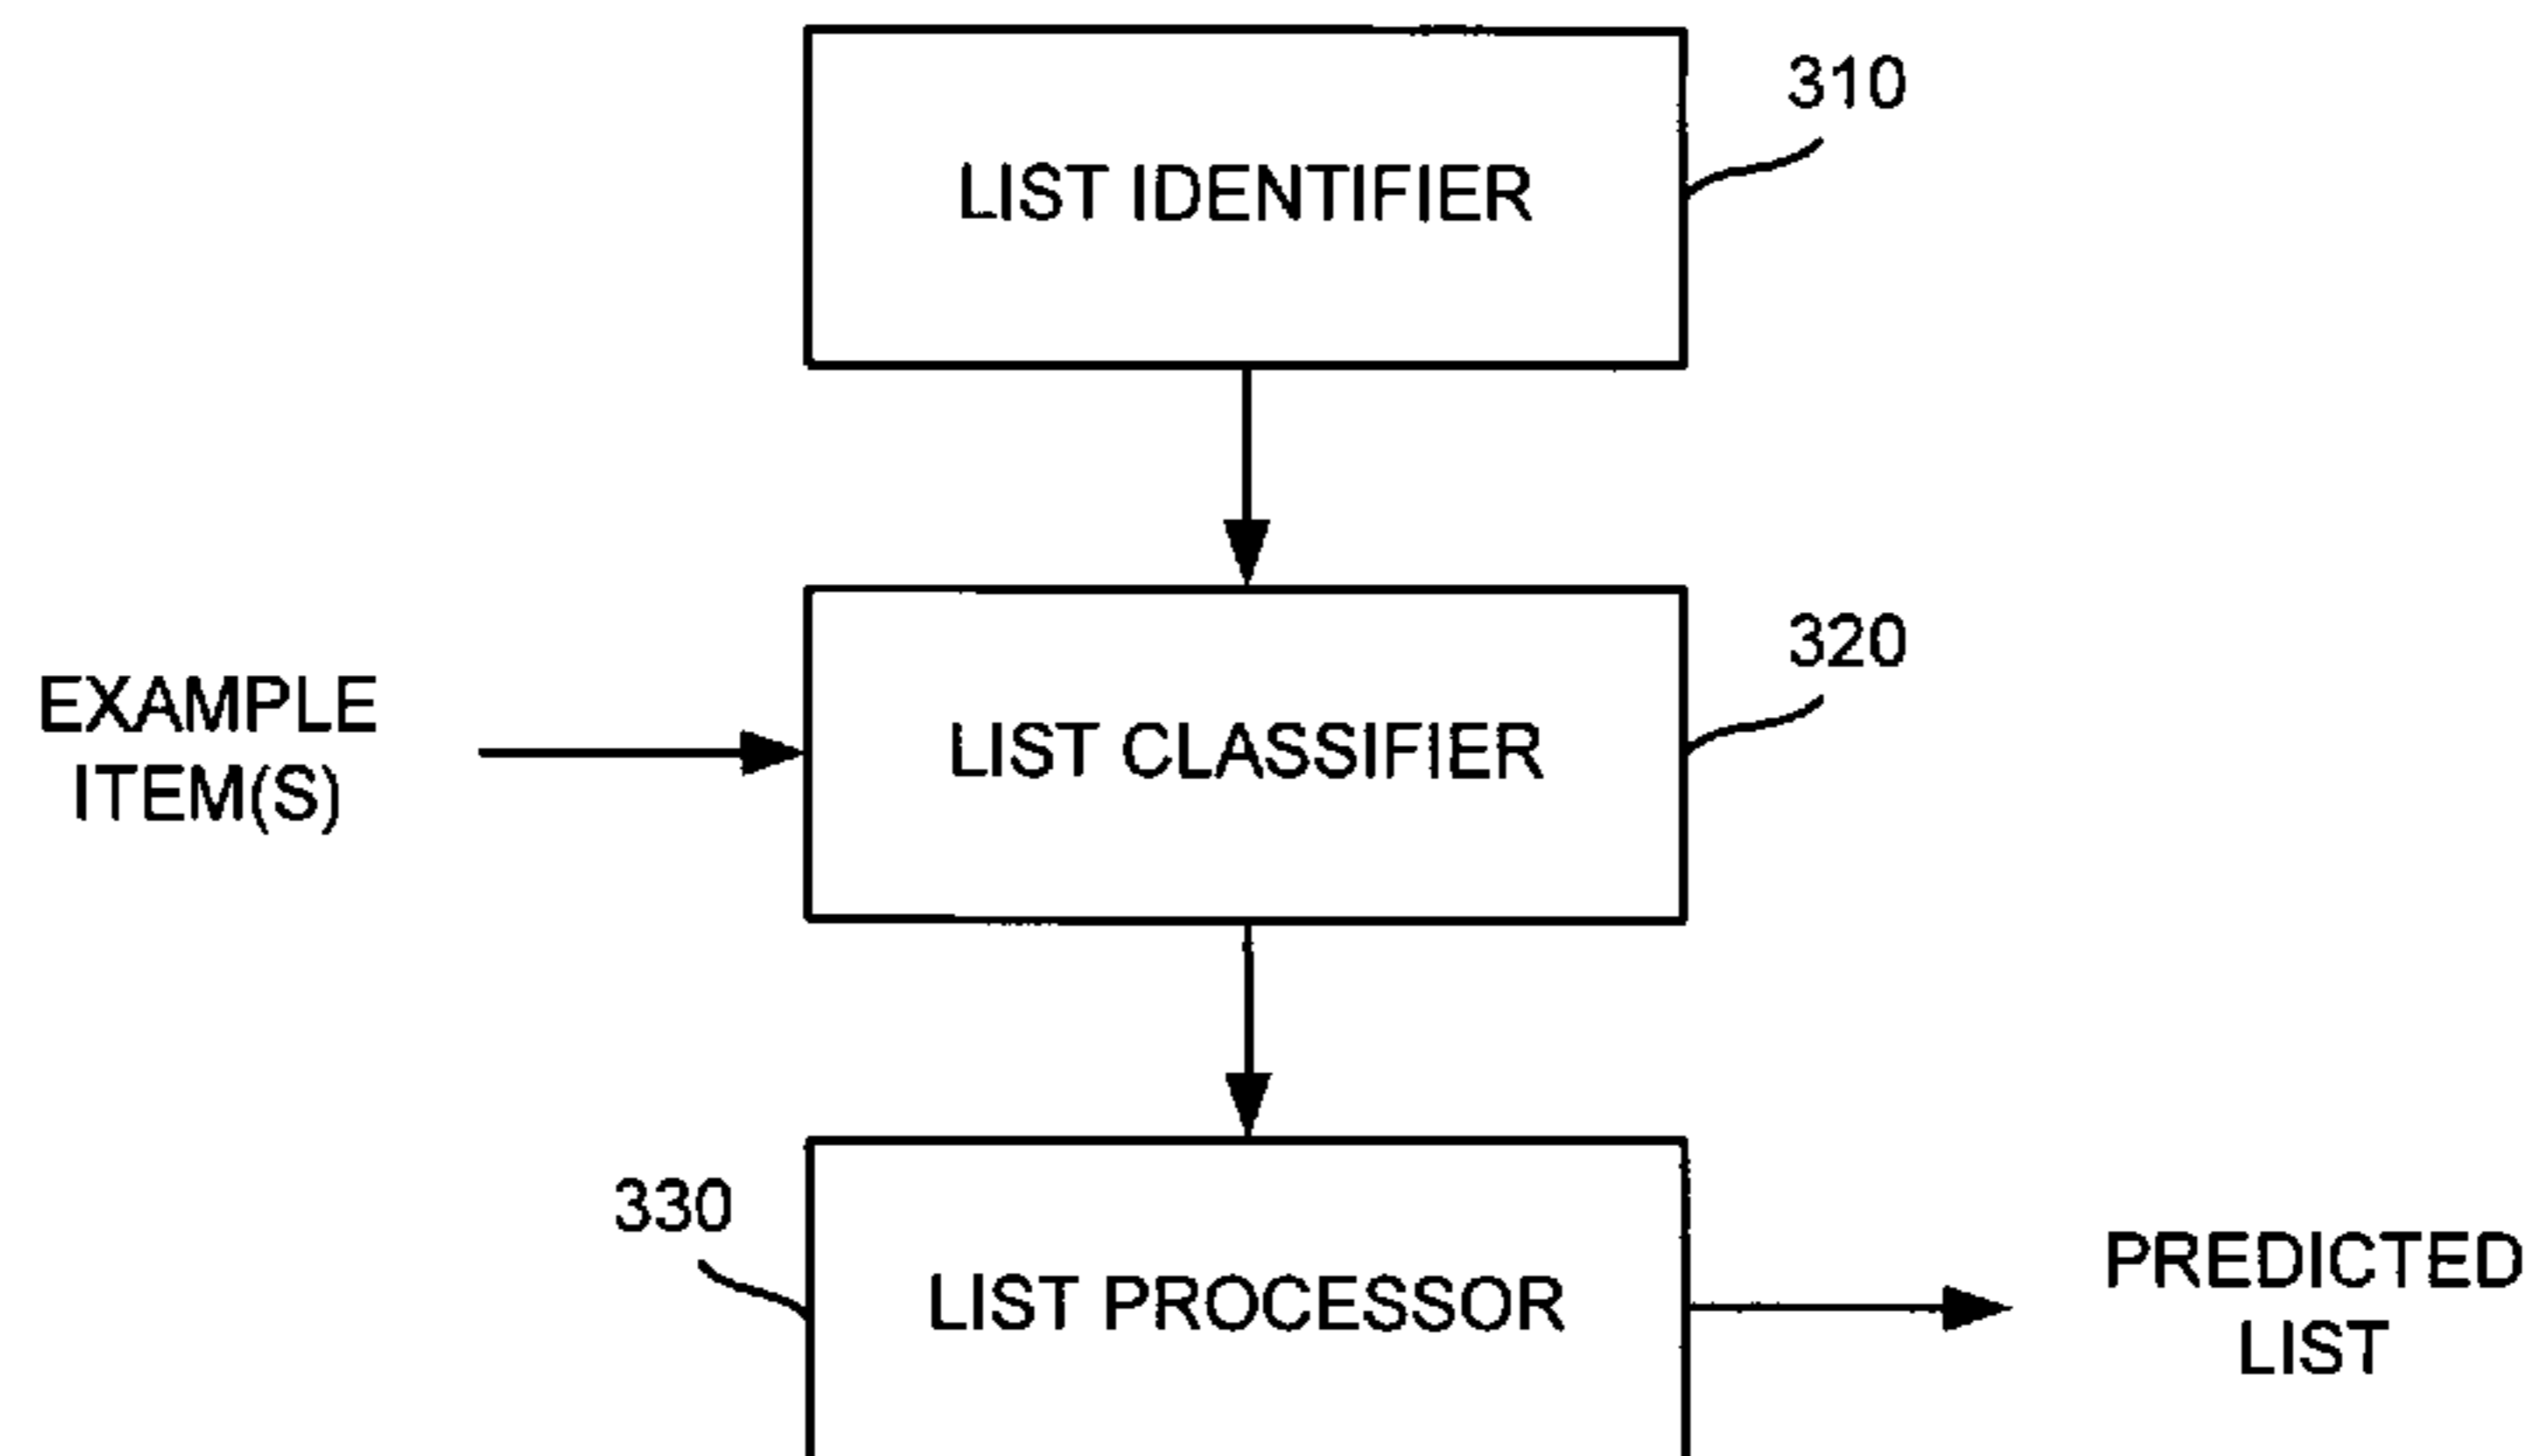 310
LIST IDENTIFIER
320
EXAMPLE
ITEM(S)
LIST CLASSIFIER
330
LIST PROCESSOR
PREDICTED
LIST